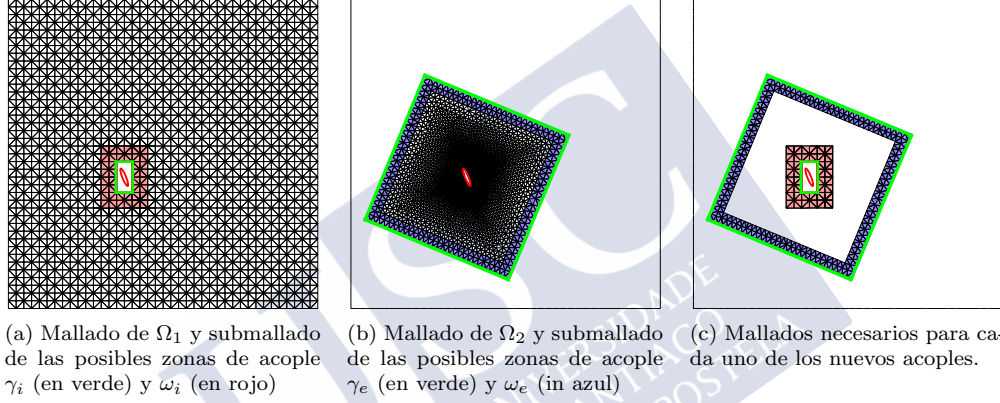 (a) Mallado de Ω₁ y submallado
de las posibles zonas de acople
γᵢ (en verde) y ωᵢ (en rojo)
(b) Mallado de Ω₂ y submallado
de las posibles zonas de acople
γₑ (en verde) y ωₑ (in azul)
(c) Mallados necesarios para ca-
da uno de los nuevos acoples.
USC
UNIVERSIDADE